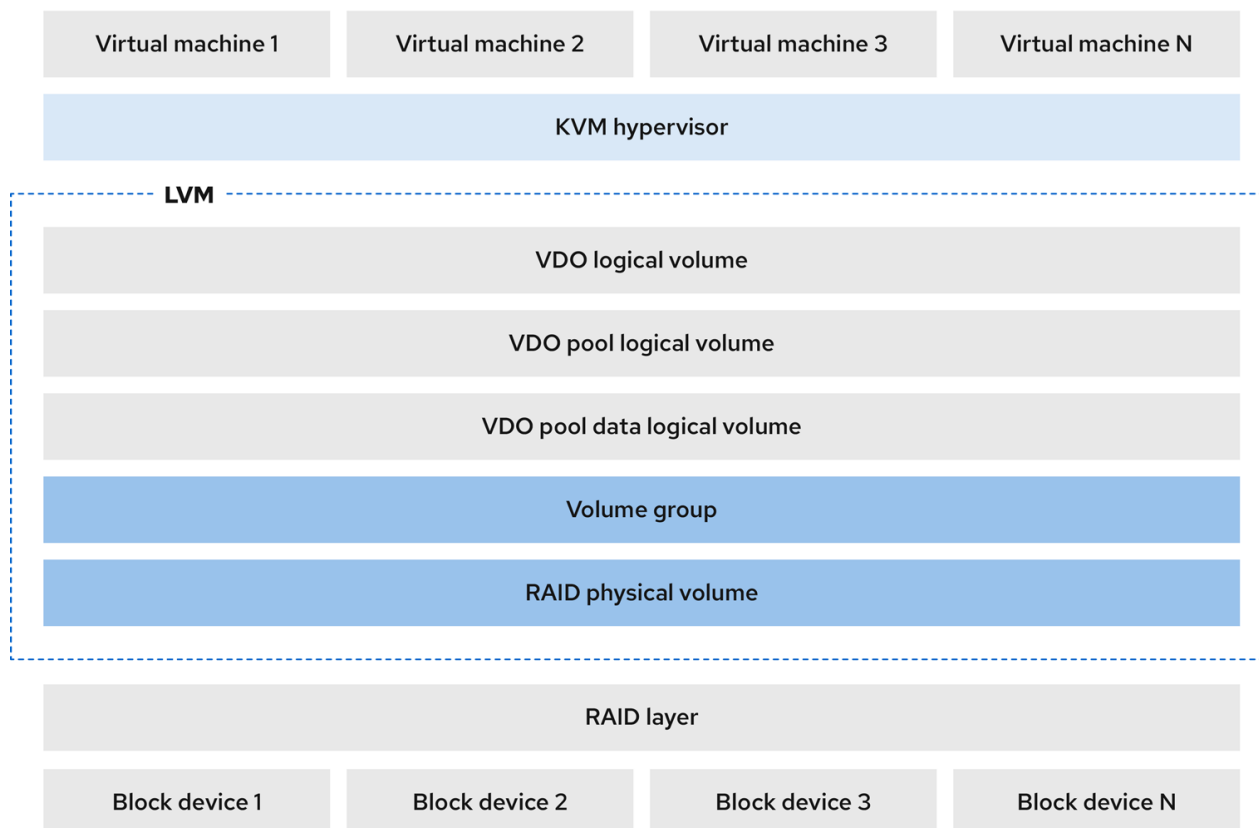 Virtual machine 1
Virtual machine 2
Virtual machine 3
Virtual machine N
KVM hypervisor
LVM
VDO logical volume
VDO pool logical volume
VDO pool data logical volume
Volume group
RAID physical volume
RAID layer
Block device 1
Block device 2
Block device 3
Block device N